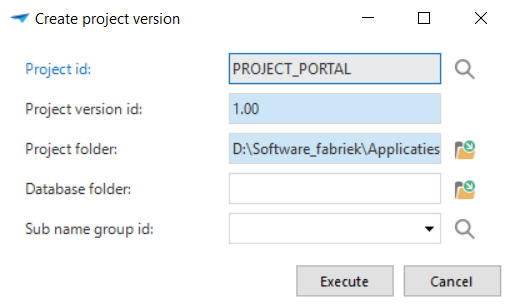 Create project version
Project id: PROJECT_PORTAL
Project version id: 1.00
Project folder: D:\Software_fabriek\Applicaties
Database folder:
Sub name group id:
Execute Cancel